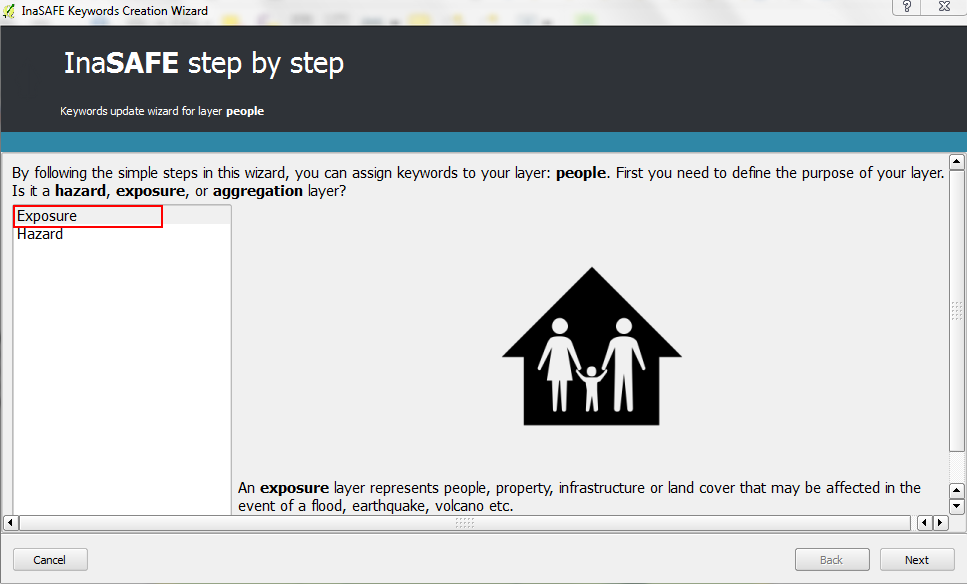 InaSAFE Keywords Creation Wizard
InaSAFE step by step
Keywords update wizard for layer people
By following the simple steps in this wizard, you can assign keywords to your layer: people. First you need to define the purpose of your layer.
Is it a hazard, exposure, or aggregation layer?
Exposure
Hazard
An exposure layer represents people, property, infrastructure or land cover that may be affected in the
event of a flood, earthquake, volcano etc.
Cancel
Back
Next